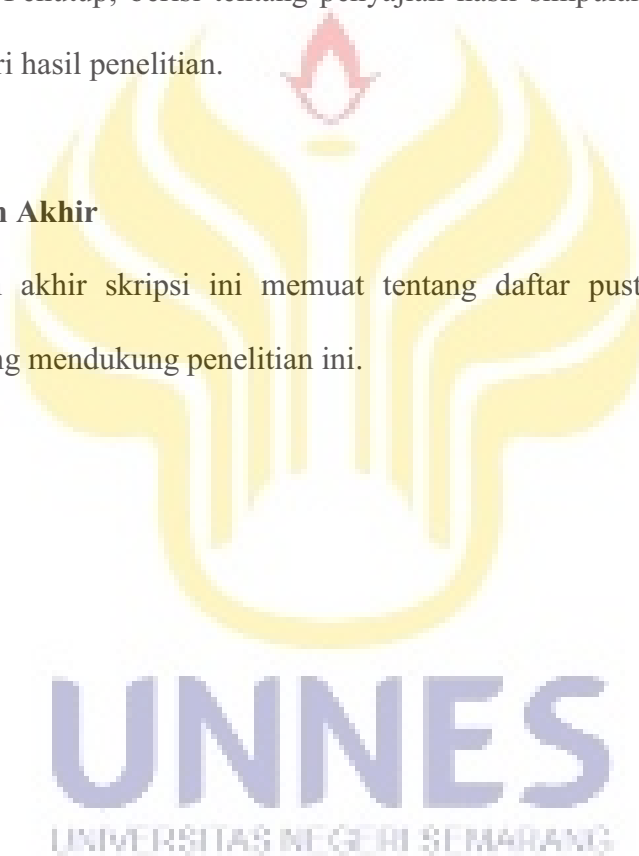 Penutup, berisi tentang penyajian hasil simpulan
ri hasil penelitian.
n Akhir
akhir skripsi ini memuat tentang daftar pust
ng mendukung penelitian ini.
UNNES
UNIVERSITAS NEGERI SEMARANG